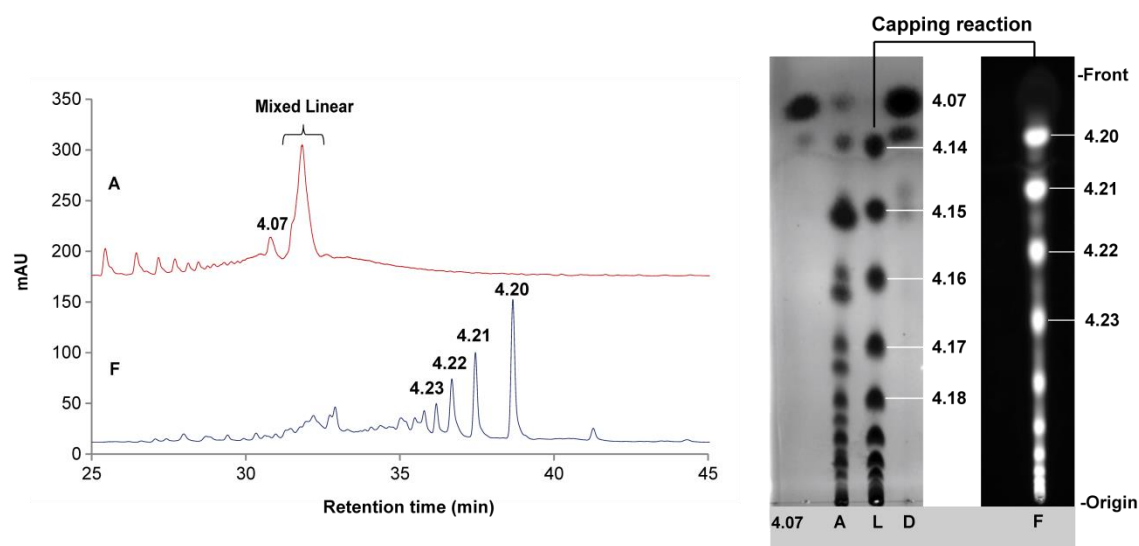 350
300
250
200
150
100
50
0
mAU
25
30
35
40
45
Retention time (min)
A
Mixed Linear
4.07
F
4.23
4.22
4.21
4.20
Capping reaction
4.07
4.14
4.15
4.16
4.17
4.18
4.07 A L D
-Front
4.20
4.21
4.22
4.23
-Origin
F